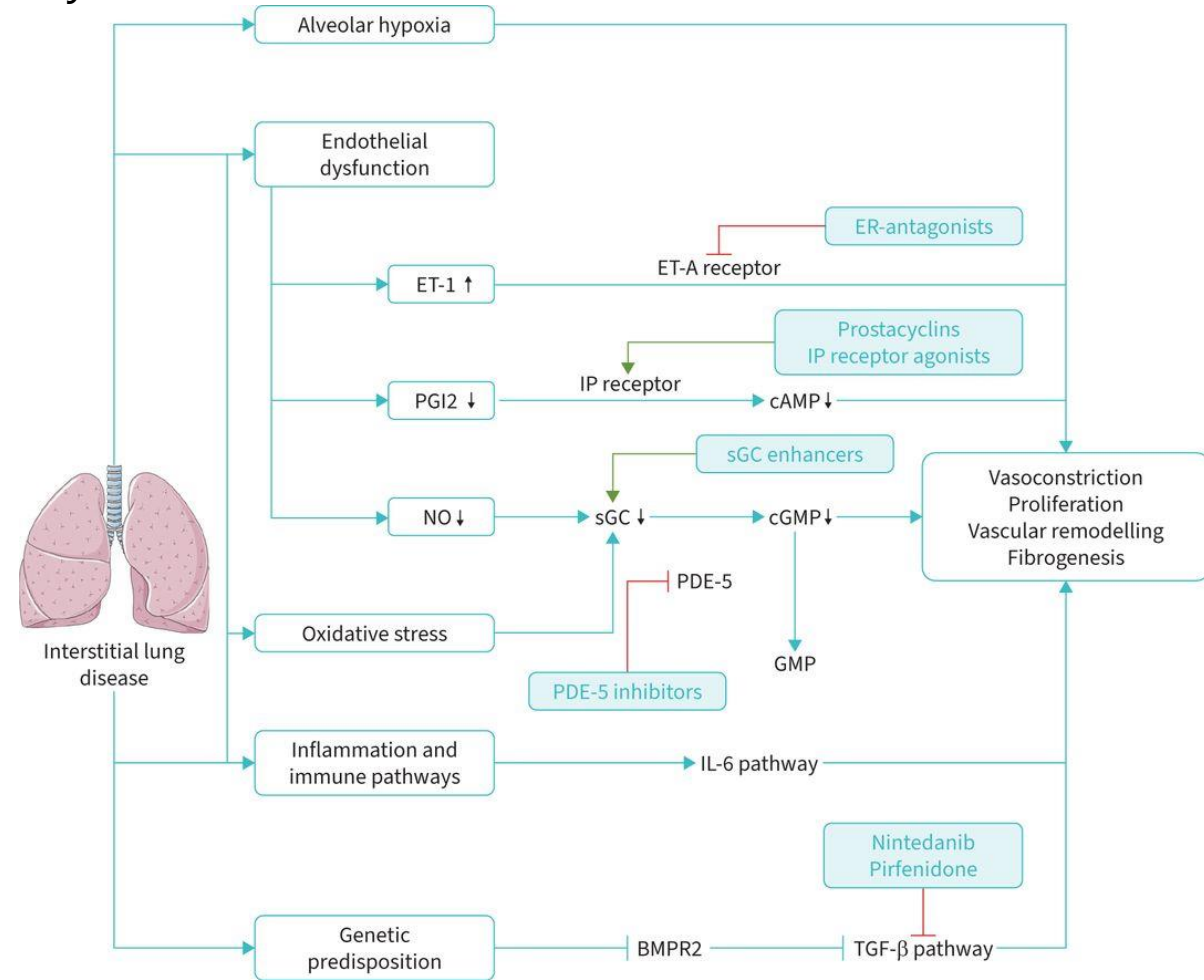 Alveolar hypoxia
Endothelial
dysfunction
ER-antagonists
ET-A receptor
ET-1 ↑
Prostacyclins
IP receptor agonists
IP receptor
PGI2 ↓
cAMP↓
sGC enhancers
Vasoconstriction
Proliferation
Vascular remodelling
Fibrogenesis
NO↓
sGC ↓
cGMP↓
PDE-5
Oxidative stress
Interstitial lung
disease
GMP
PDE-5 inhibitors
Inflammation and
immune pathways
IL-6 pathway
Nintedanib
Pirfenidone
Genetic
predisposition
BMPR2
TGF-β pathway